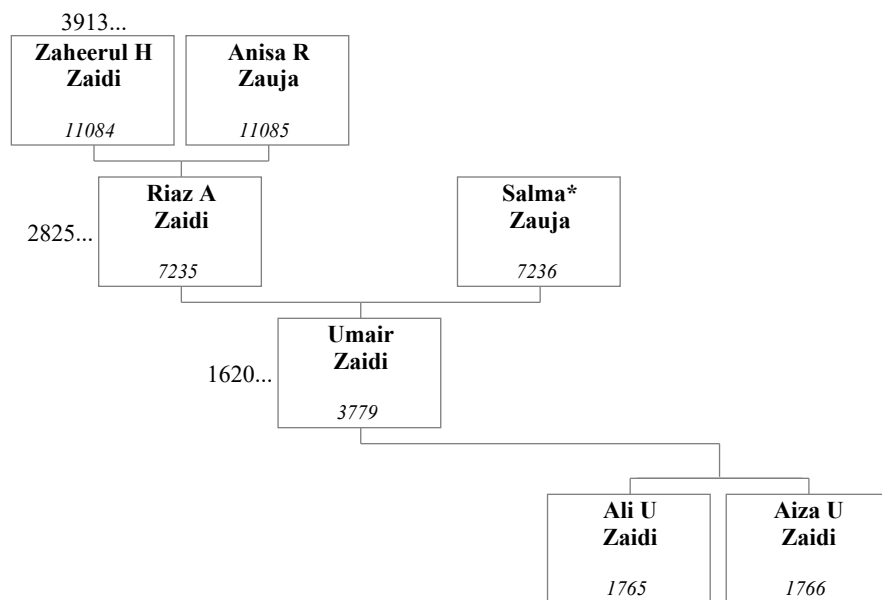 3913...
Zaheerul H
Zaidi
11084
Anisa R
Zauja
11085
2825...
Riaz A
Zaidi
7235
Salma*
Zauja
7236
1620...
Umair
Zaidi
3779
Ali U
Zaidi
1765
Aiza U
Zaidi
1766